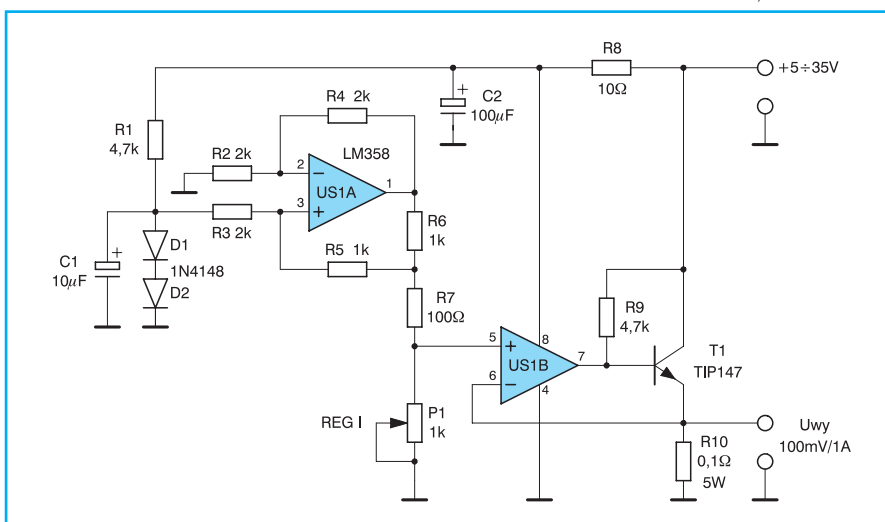 R8
+5÷35V
10Ω
C2
100µF
+
R4 2k
LM358
R1
4,7k
R2 2k
2
−
US1A
1
3
+
R3 2k
R6
1k
R5 1k
D1
1N4148
D2
C1
10µF
+
R7
100Ω
R9
4,7k
5
+
8
US1B
7
6
−
4
T1
TIP147
REG I
P1
1k
Uwy
100mV/1A
R10
0,1Ω
5W